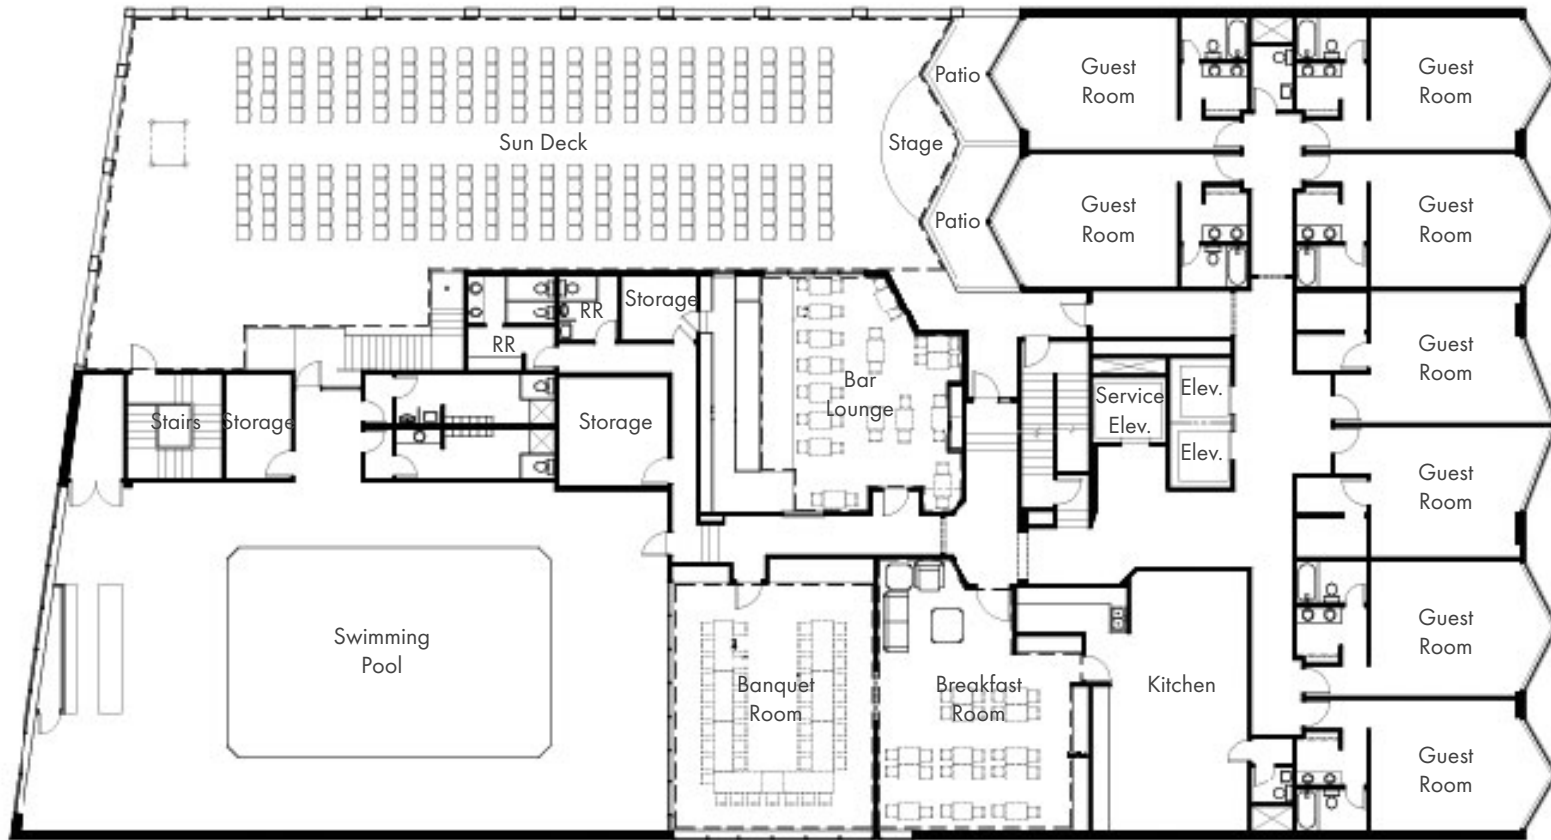 Guest
Room
Guest
Room
Patio
Sun Deck
Stage
Patio
Guest
Room
Guest
Room
Storage
RR
RR
Guest
Room
Bar
Lounge
Stairs
Storage
Storage
Service
Elev.
Elev.
Elev.
Guest
Room
Swimming
Pool
Guest
Room
Banquet
Room
Breakfast
Room
Kitchen
Guest
Room